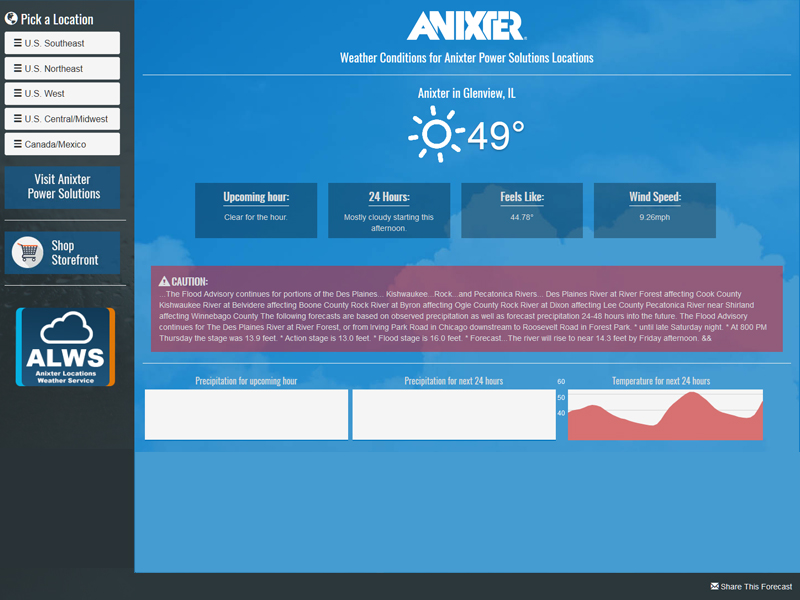 Pick a Location
U.S. Southeast
U.S. Northeast
U.S. West
U.S. Central/Midwest
Canada/Mexico
Visit Anixter
Power Solutions
Shop
Storefront
ALWS
Anixter Locations
Weather Service
ANIXTER
Weather Conditions for Anixter Power Solutions Locations
Anixter in Glenview, IL
49°
Upcoming hour:
Clear for the hour.
24 Hours:
Mostly cloudy starting this
afternoon.
Feels Like:
44.78°
Wind Speed:
9.26mph
CAUTION:
...The Flood Advisory continues for portions of the Des Plaines... Kishwaukee...Rock...and Pecatonica Rivers... Des Plaines River at River Forest affecting Cook County
Kishwaukee River at Belvidere affecting Boone County Rock River at Byron affecting Ogle County Rock River at Dixon affecting Lee County Pecatonica River near Shirland
affecting Winnebago County The following forecasts are based on observed precipitation as well as forecast precipitation 24-48 hours into the future. The Flood Advisory
continues for The Des Plaines River at River Forest, or from Irving Park Road in Chicago downstream to Roosevelt Road in Forest Park. * until late Saturday night. * At 800 PM
Thursday the stage was 13.9 feet. * Action stage is 13.0 feet. * Flood stage is 16.0 feet. * Forecast...The river will rise to near 14.3 feet by Friday afternoon. &&
Precipitation for upcoming hour
Precipitation for next 24 hours
Temperature for next 24 hours
60
50
40
Share This Forecast